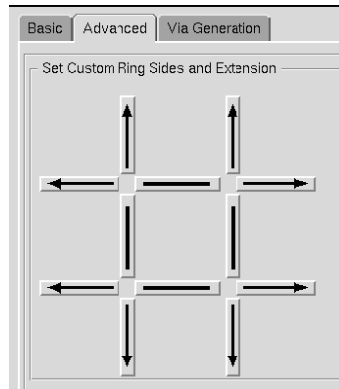 Basic
Advanced
Via Generation
Set Custom Ring Sides and Extension